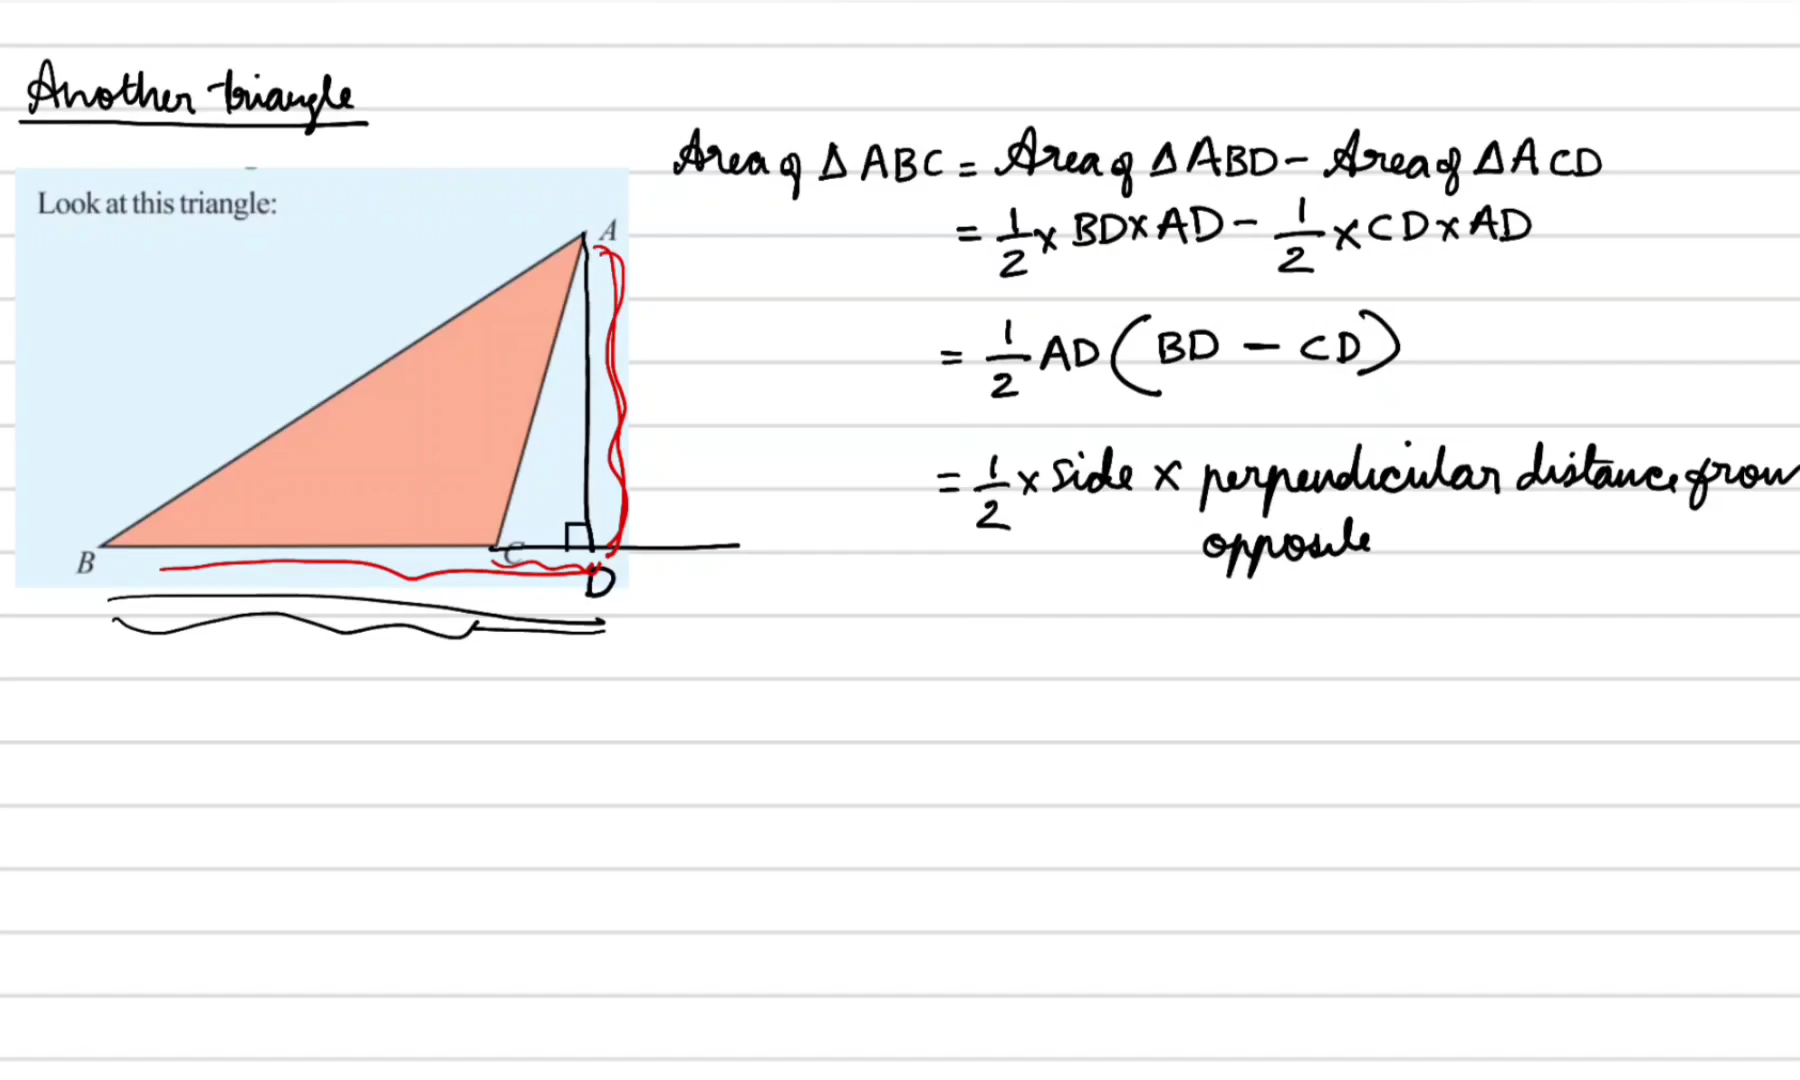 Another triangle
Look at this triangle:
A
B
C
D
Area of Δ ABC = Area of Δ ABD - Area of Δ ACD
= 1/2 × BD × AD - 1/2 × CD × AD
= 1/2 AD (BD - CD)
= 1/2 × side × perpendicular distance from
opposite